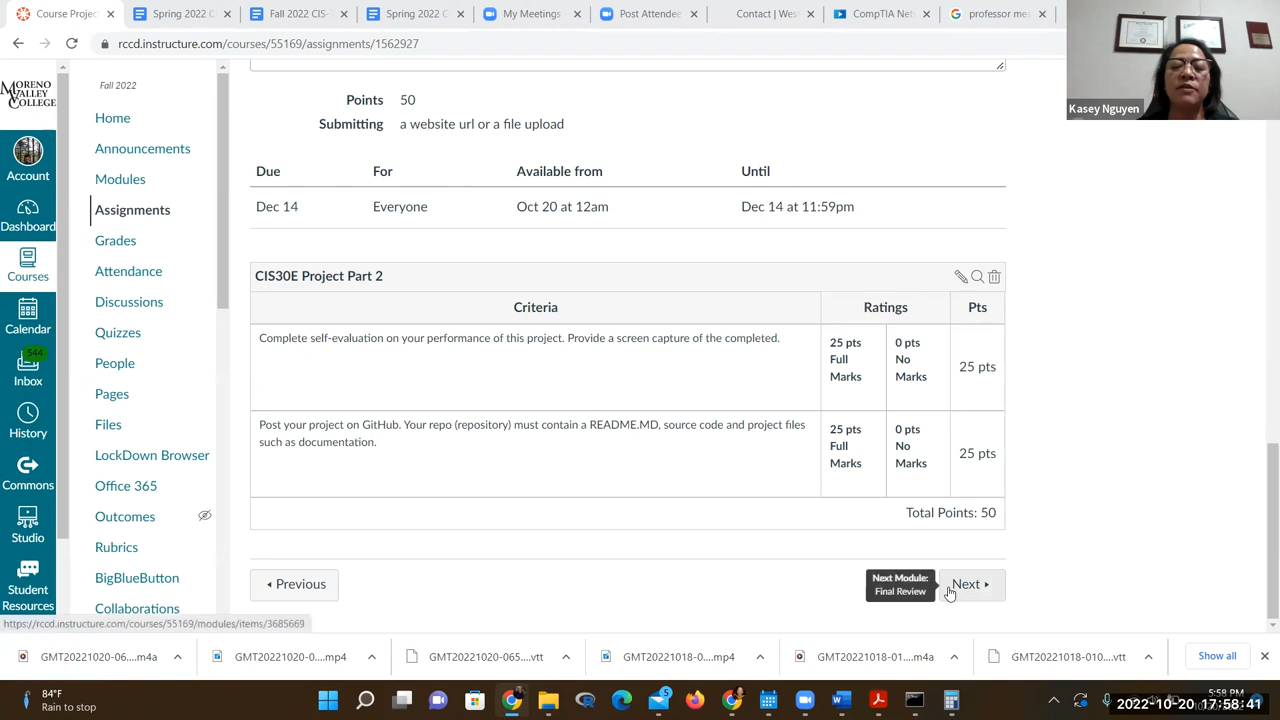 Course Proje
Spring 2022 C
Fall 2022 CIS-
Spring 2022
My Meetings
Post Attendee
Contact | Wes
CompTIA Net
professor mes
rccd.instructure.com/courses/55169/assignments/1562927
Kasey Nguyen
MORENO
VALLEY
COLLEGE
Account
Dashboard
Courses
Calendar
544
Inbox
History
Commons
Studio
Student
Resources
Fall 2022
Home
Announcements
Modules
Assignments
Grades
Attendance
Discussions
Quizzes
People
Pages
Files
LockDown Browser
Office 365
Outcomes
Rubrics
BigBlueButton
Collaborations
Points 50
Submitting a website url or a file upload
Due For Available from Until
Dec 14 Everyone Oct 20 at 12am Dec 14 at 11:59pm
CIS30E Project Part 2
Criteria Ratings Pts
Complete self-evaluation on your performance of this project. Provide a screen capture of the completed.
25 pts
Full
Marks
0 pts
No
Marks
25 pts
Post your project on GitHub. Your repo (repository) must contain a README.MD, source code and project files
such as documentation.
25 pts
Full
Marks
0 pts
No
Marks
25 pts
Total Points: 50
Previous
Next Module:
Final Review
Next
https://rccd.instructure.com/courses/55169/modules/items/3685669
GMT20221020-06....m4a
GMT20221020-0....mp4
GMT20221020-065....vtt
GMT20221018-0....mp4
GMT20221018-01....m4a
GMT20221018-010....vtt
Show all
84°F
Rain to stop
5
5:58 PM
2022-10-20 17:58:41